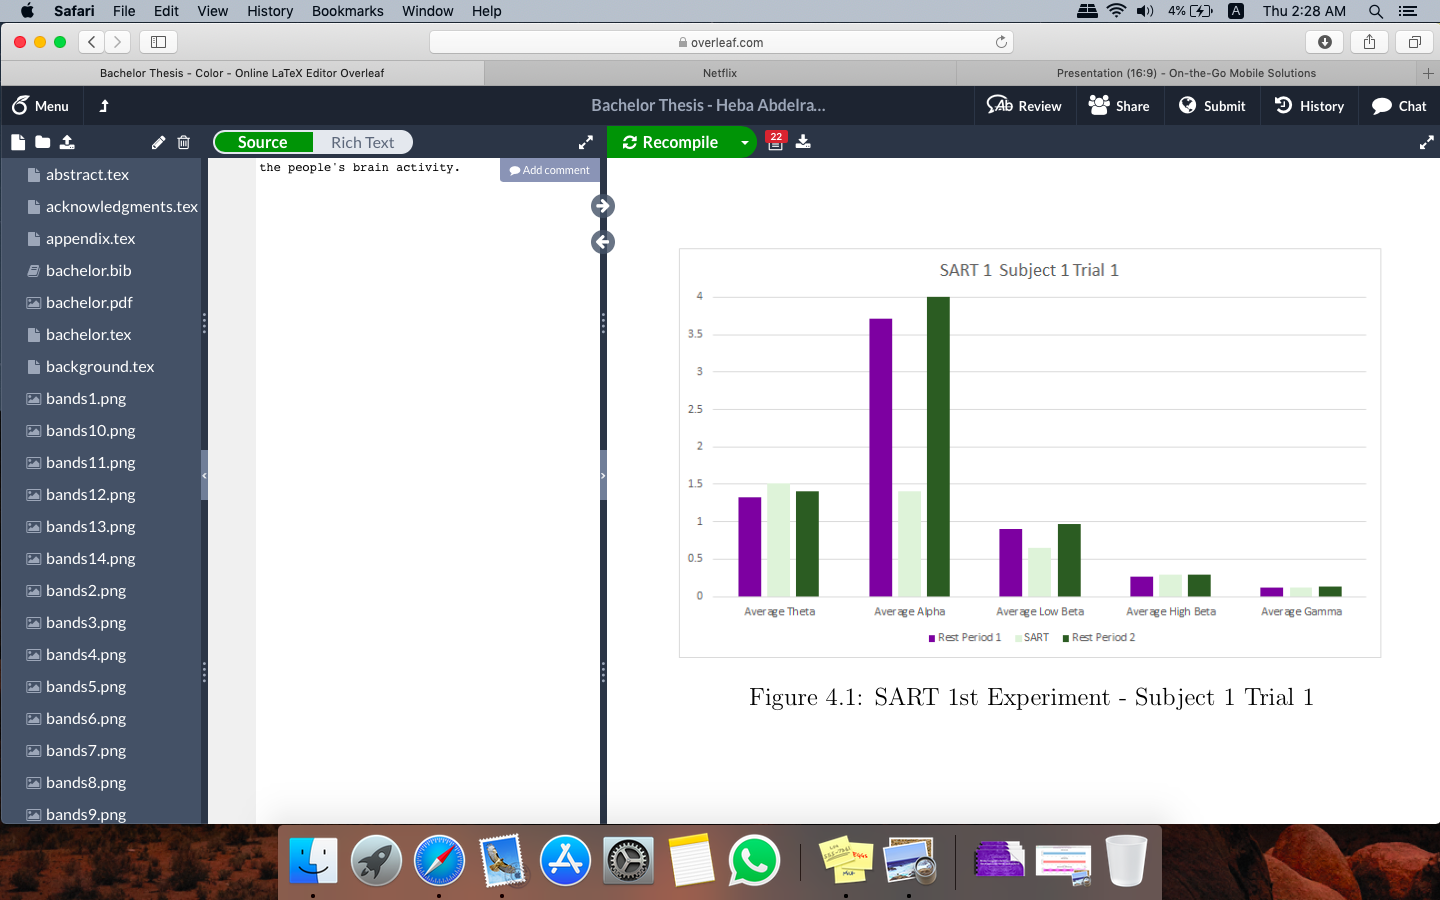 Safari File Edit View History Bookmarks Window Help 4% A Thu 2:28 AM
overleaf.com
Bachelor Thesis - Color - Online LaTeX Editor Overleaf
Netflix
Presentation (16:9) - On-the-Go Mobile Solutions
Menu
Bachelor Thesis - Heba Abdelra...
Review
Share
Submit
History
Chat
Source
Rich Text
Recompile
22
abstract.tex
acknowledgments.tex
appendix.tex
bachelor.bib
bachelor.pdf
bachelor.tex
background.tex
bands1.png
bands10.png
bands11.png
bands12.png
bands13.png
bands14.png
bands2.png
bands3.png
bands4.png
bands5.png
bands6.png
bands7.png
bands8.png
bands9.png
the people's brain activity.
Add comment
SART 1 Subject 1 Trial 1
4
3.5
3
2.5
2
1.5
1
0.5
0
Average Theta
Average Alpha
Average Low Beta
Average High Beta
Average Gamma
Rest Period 1
SART
Rest Period 2
Figure 4.1: SART 1st Experiment - Subject 1 Trial 1